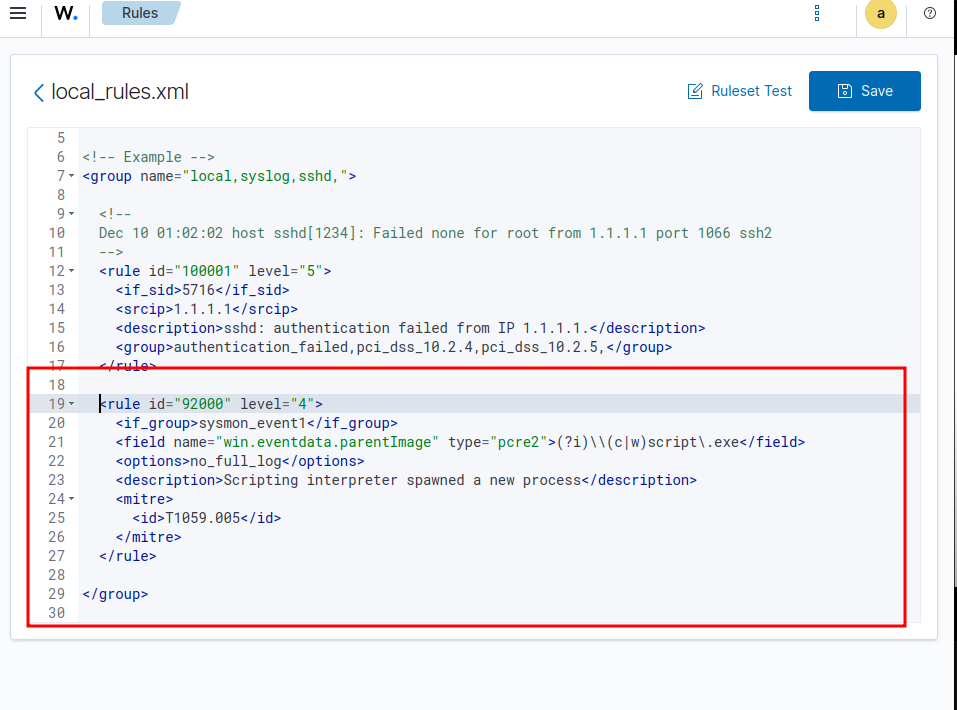 W. Rules a
local_rules.xml Ruleset Test Save
5
6 <!-- Example -->
7 <group name="local,syslog,sshd,">
8
9 <!--
10 Dec 10 01:02:02 host sshd[1234]: Failed none for root from 1.1.1.1 port 1066 ssh2
11 -->
12 <rule id="100001" level="5">
13 <if_sid>5716</if_sid>
14 <srcip>1.1.1.1</srcip>
15 <description>sshd: authentication failed from IP 1.1.1.1.</description>
16 <group>authentication_failed,pci_dss_10.2.4,pci_dss_10.2.5,</group>
17 </rule>
18
19 <rule id="92000" level="4">
20 <if_group>sysmon_event1</if_group>
21 <field name="win.eventdata.parentImage" type="pcre2">(?i)\\(c|w)script\.exe</field>
22 <options>no_full_log</options>
23 <description>Scripting interpreter spawned a new process</description>
24 <mitre>
25 <id>T1059.005</id>
26 </mitre>
27 </rule>
28
29 </group>
30